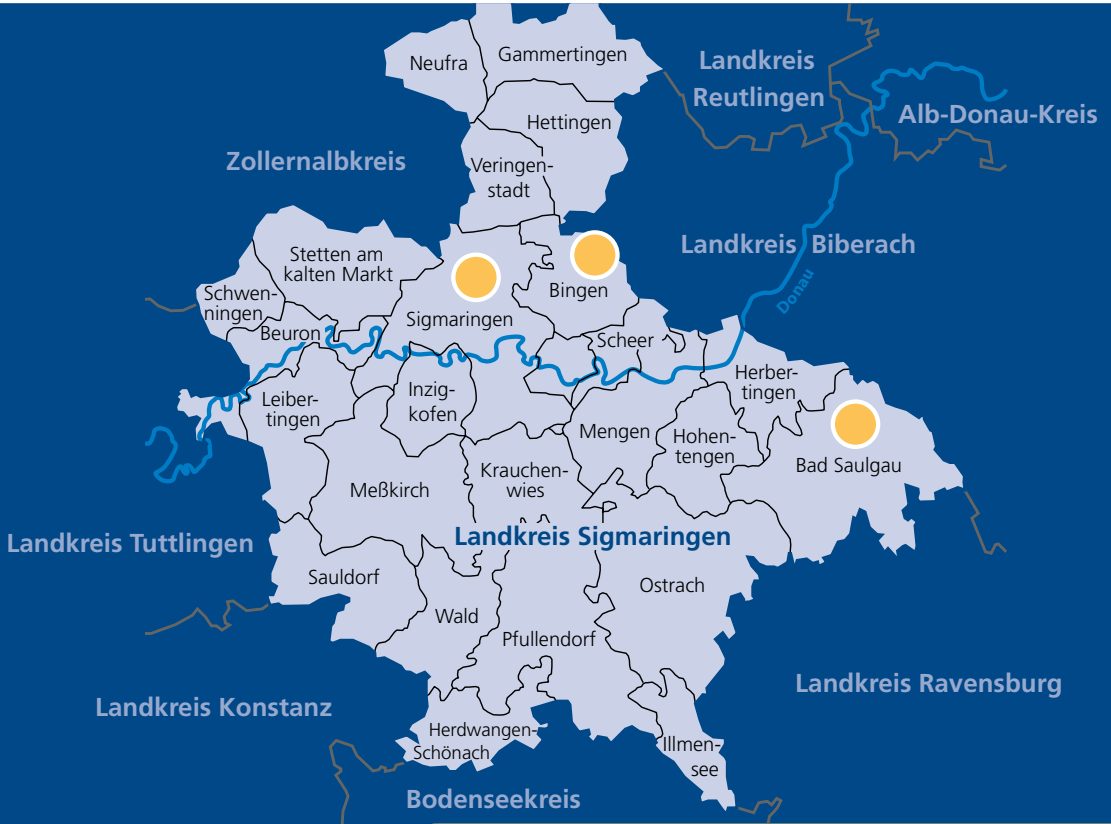 Neufra
Gammertingen
Landkreis
Reutlingen
Alb-Donau-Kreis
Hettingen
Zollernalbkreis
Veringen-
stadt
Landkreis Biberach
Stetten am
kalten Markt
Donau
Schwen-
ningen
Bingen
Sigmaringen
Beuron
Scheer
Herber-
tingen
Leiber-
tingen
Inzig-
kofen
Mengen
Hohen-
tengen
Bad Saulgau
Krauchen-
wies
Meßkirch
Landkreis Sigmaringen
Landkreis Tuttlingen
Sauldorf
Ostrach
Wald
Pfullendorf
Landkreis Ravensburg
Landkreis Konstanz
Herdwangen-
Schönach
Illmen-
see
Bodenseekreis